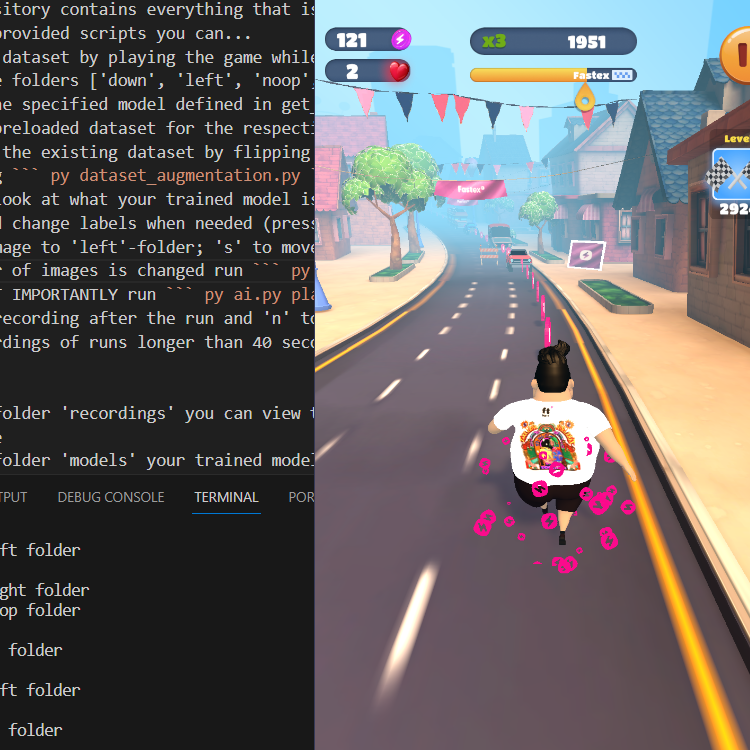 sitory contains everything that is
provided scripts you can...
dataset by playing the game while
e folders ['down', 'left', 'noop',
he specified model defined in get_
preloaded dataset for the respecti
the existing dataset by flipping
g ``` py dataset_augmentation.py `
look at what your trained model is
d change labels when needed (press
mage to 'left'-folder; 's' to move
r of images is changed run ``` py
T IMPORTANTLY run ``` py ai.py pla
recording after the run and 'n' to
rdings of runs longer than 40 seco
folder 'recordings' you can view t
e
folder 'models' your trained model
TPUT DEBUG CONSOLE TERMINAL POR
ft folder
ght folder
op folder
folder
ft folder
folder
121
x3 1951
2
Fastex
Fastex
Leve
2924